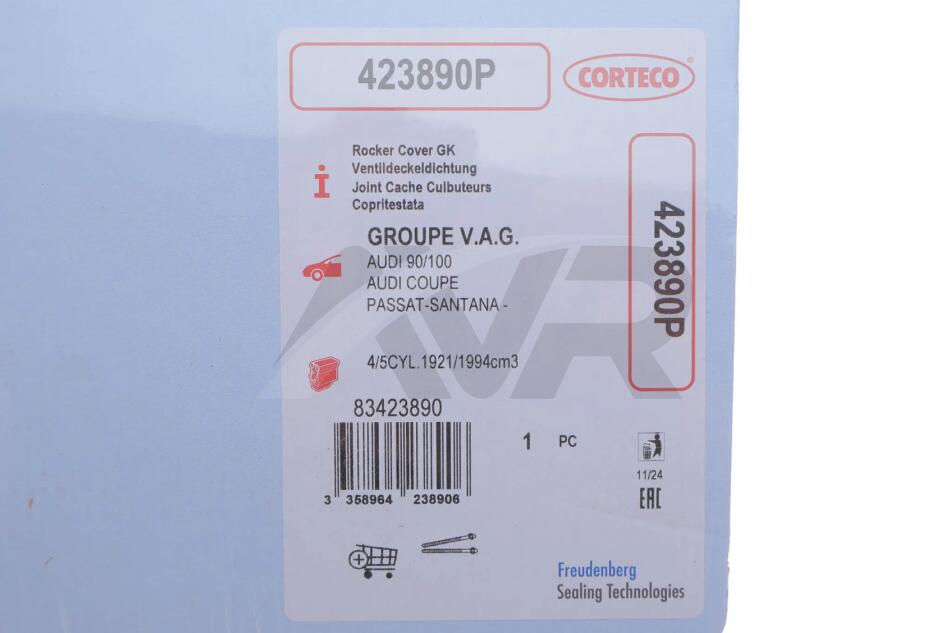 423890P
CORTECO
Rocker Cover GK
Ventildeckeldichtung
Joint Cache Culbuteurs
Copritestata
423890P
GROUPE V.A.G.
AUDI 90/100
AUDI COUPE
PASSAT-SANTANA -
4/5CYL.1921/1994cm3
83423890
1 PC
3 358964 238906
11/24
EAC
Freudenberg
Sealing Technologies
AVR